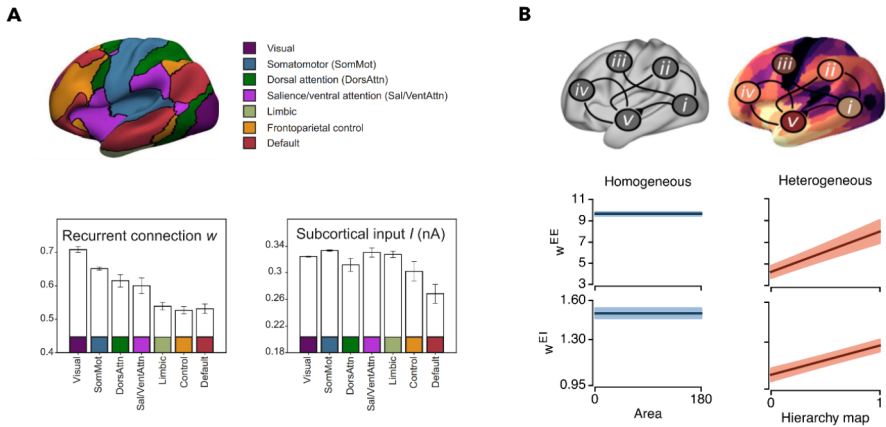 A
Visual
Somatomotor (SomMot)
Dorsal attention (DorsAttn)
Salience/ventral attention (Sal/VentAttn)
Limbic
Frontoparietal control
Default
Recurrent connection w
0.7
0.6
0.5
0.4
Visual
SomMot
DorsAttn
Sal/VentAttn
Limbic
Control
Default
Subcortical input I (nA)
0.34
0.3
0.26
0.22
0.18
Visual
SomMot
DorsAttn
Sal/VentAttn
Limbic
Control
Default
B
iii
ii
iv
i
v
iii
ii
iv
i
v
Homogeneous
Heterogeneous
11
9
7
5
3
wEE
1.60
1.30
0.95
wEI
0
180
Area
0
1
Hierarchy map